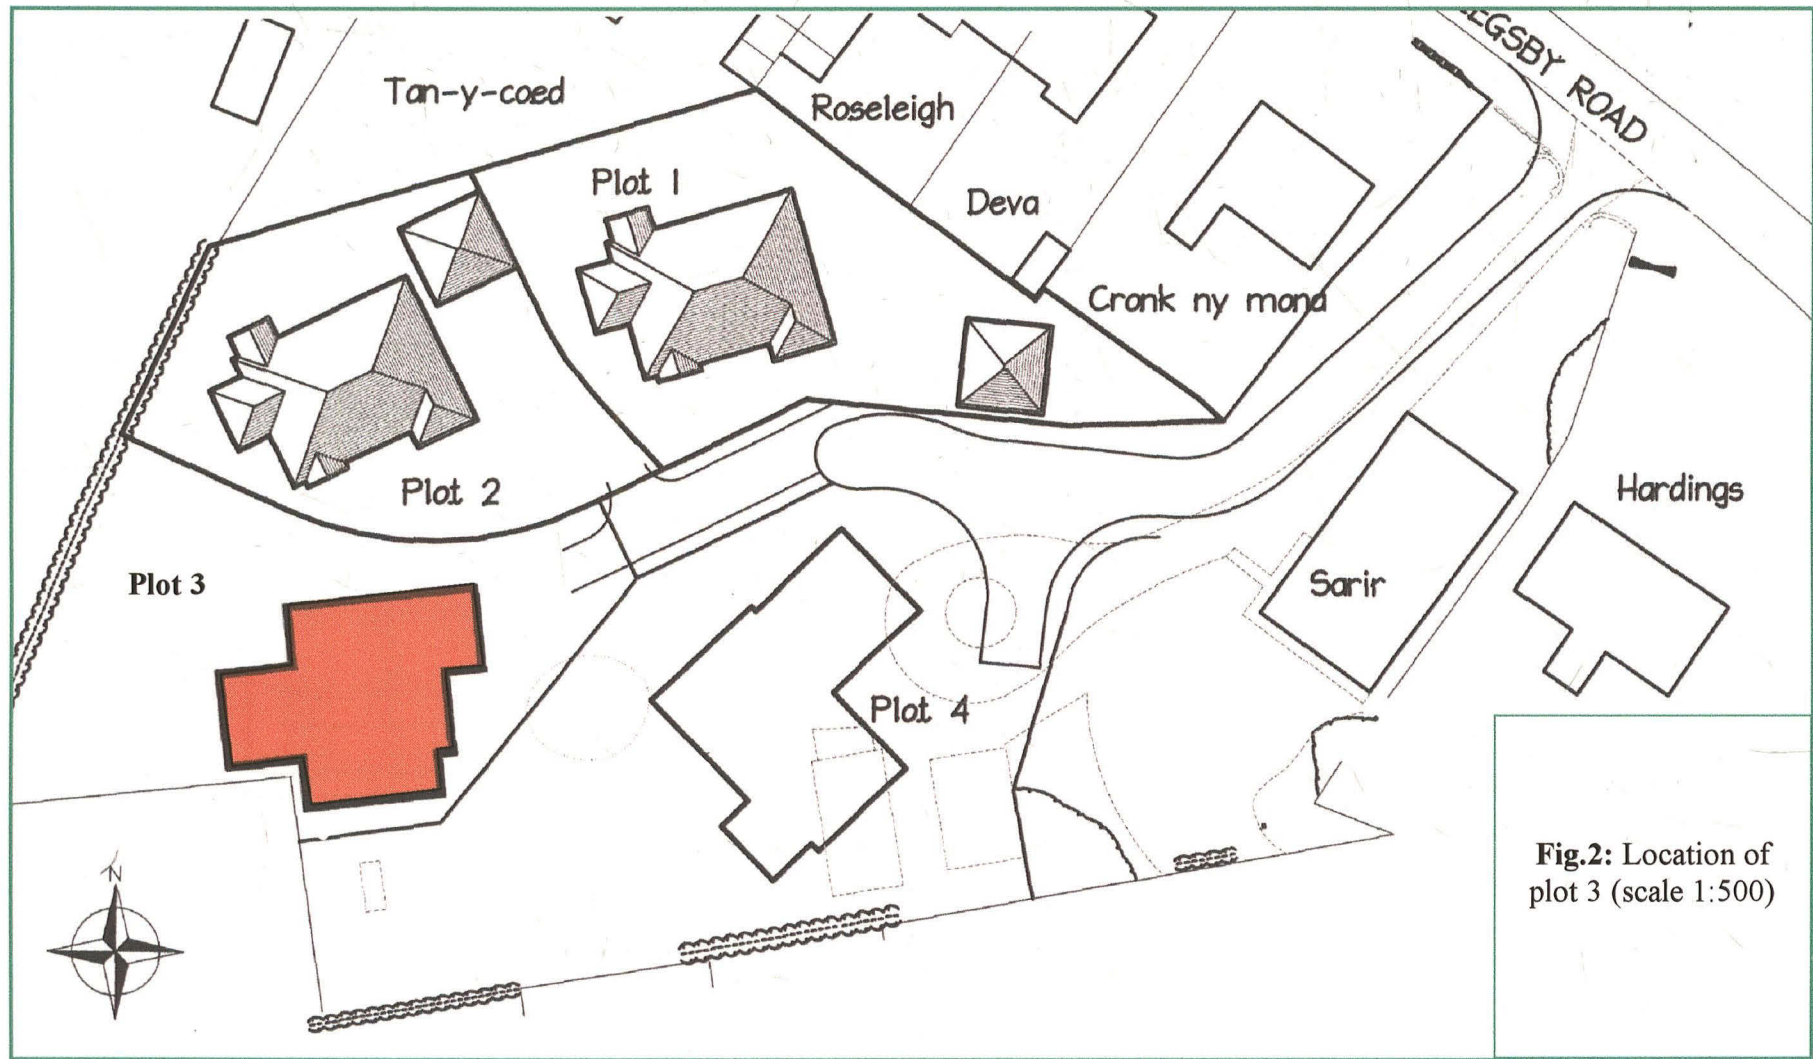 LEGSBY ROAD
Tan-y-coed
Roseleigh
Plot 1
Deva
Cronk ny mona
Plot 2
Hardings
Plot 3
Sarir
Plot 4
N
Fig.2: Location of
plot 3 (scale 1:500)